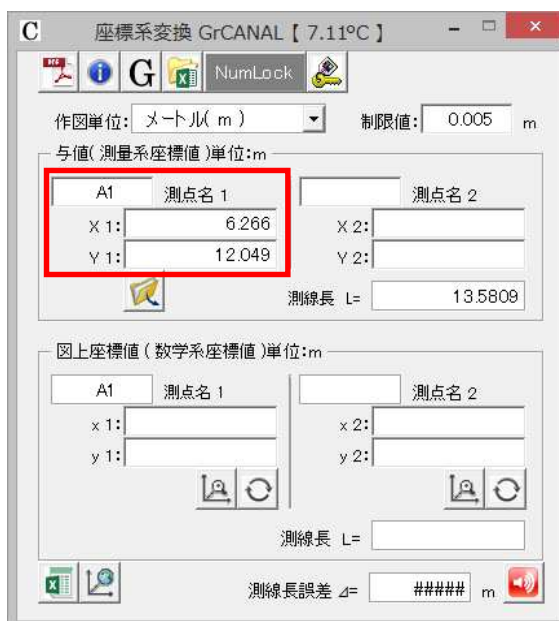 C 座標系変換 GrCANAL【 7.11ºC 】
G NumLock
作図単位: メートル( m ) 制限値: 0.005 m
与値( 測量系座標値 )単位:m
A1 測点名 1 測点名 2
X 1: 6.266 X 2:
Y 1: 12.049 Y 2:
測線長 L= 13.5809
図上座標値 ( 数学系座標値 )単位:m
A1 測点名 1 測点名 2
x 1: x 2:
y 1: y 2:
測線長 L=
測線長誤差 ⊿= ##### m